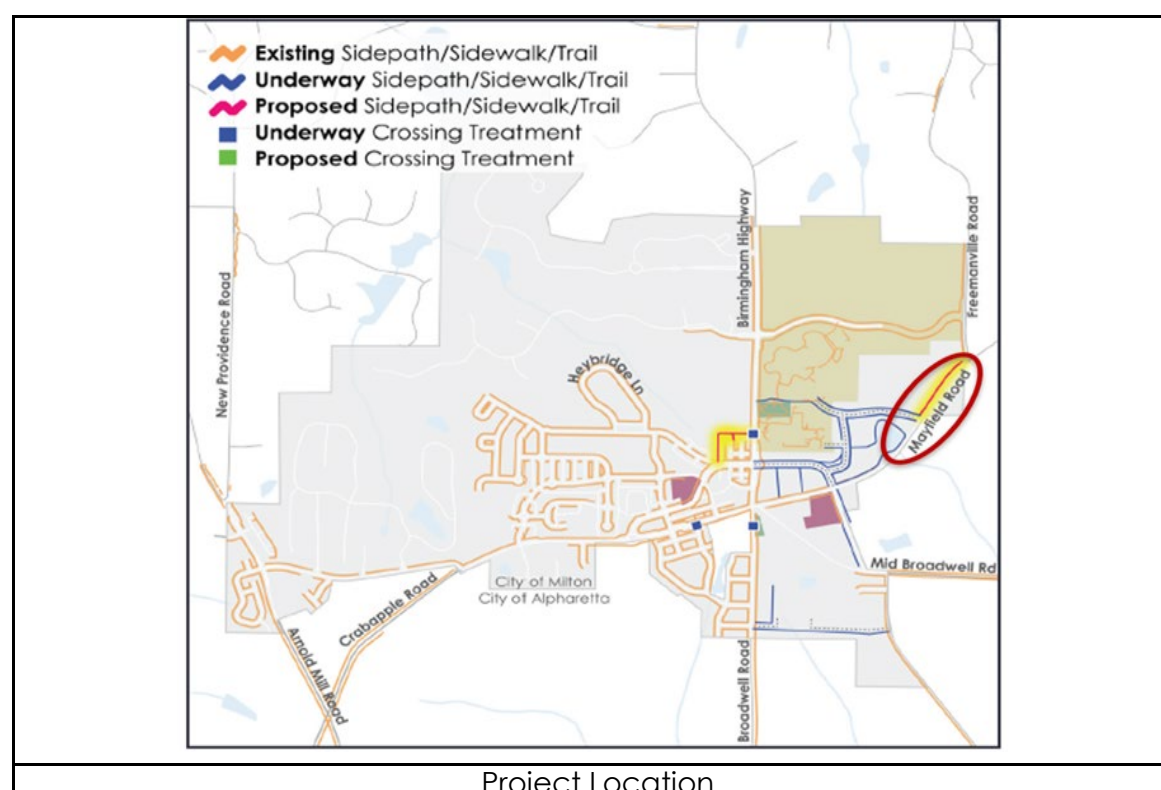 Existing Sidepath/Sidewalk/Trail
Underway Sidepath/Sidewalk/Trail
Proposed Sidepath/Sidewalk/Trail
Underway Crossing Treatment
Proposed Crossing Treatment
Birmingham Highway
Freemanville Road
New Providence Road
Heybridge Ln
Mayfield Road
Mid Broadwell Rd
City of Milton
City of Alpharetta
Crabapple Road
Arnold Mill Road
Broadwell Road
Project Location